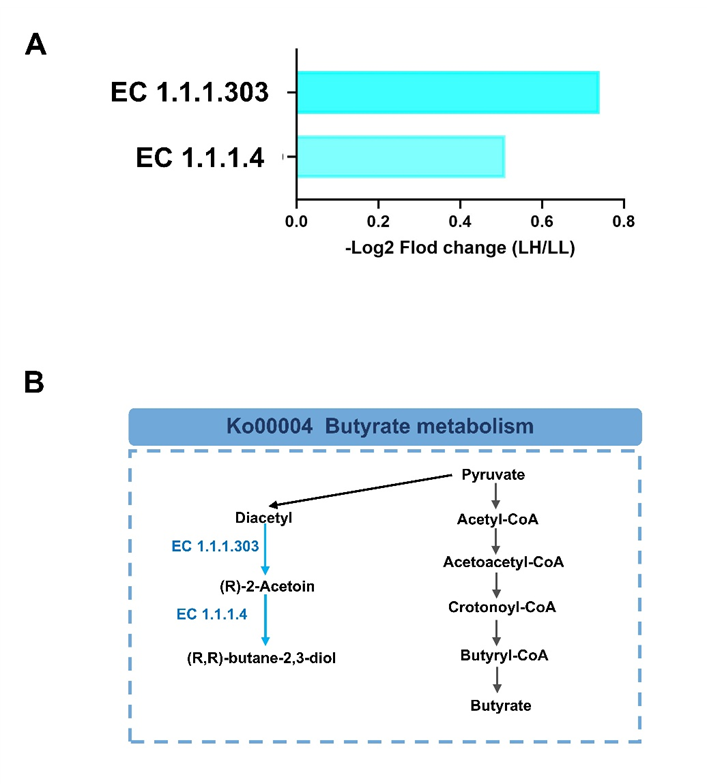 A
EC 1.1.1.303
EC 1.1.1.4
0.0 0.2 0.4 0.6 0.8
-Log2 Flod change (LH/LL)
B
Ko00004 Butyrate metabolism
Pyruvate
Diacetyl
Acetyl-CoA
EC 1.1.1.303
Acetoacetyl-CoA
(R)-2-Acetoin
Crotonoyl-CoA
EC 1.1.1.4
(R,R)-butane-2,3-diol
Butyryl-CoA
Butyrate